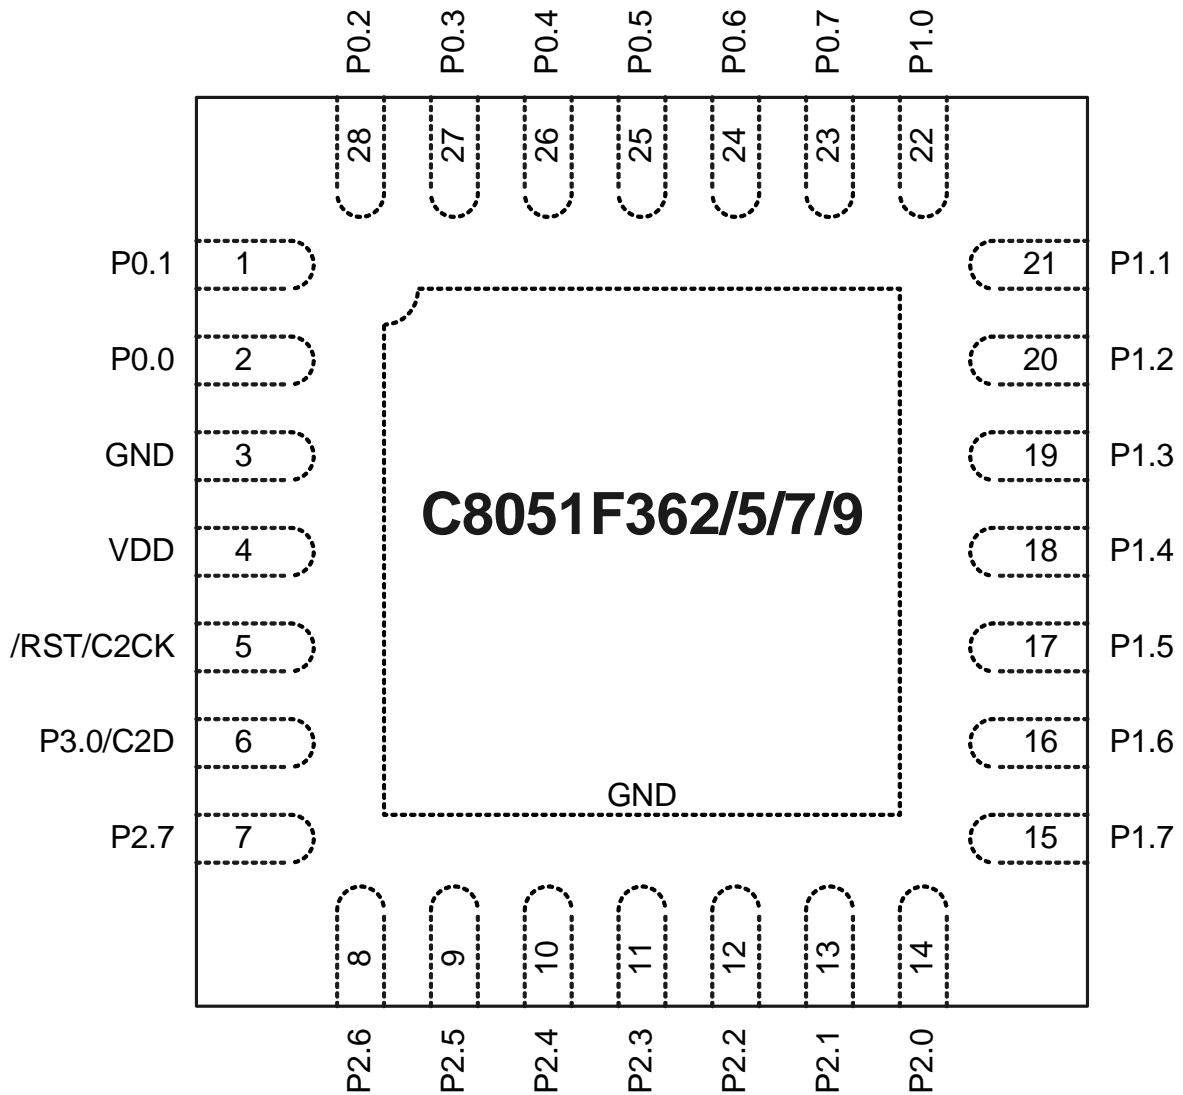 P0.2 P0.3 P0.4 P0.5 P0.6 P0.7 P1.0
28 27 26 25 24 23 22
P0.1 1 21 P1.1
P0.0 2 20 P1.2
GND 3 19 P1.3
C8051F362/5/7/9
VDD 4 18 P1.4
/RST/C2CK 5 17 P1.5
P3.0/C2D 6 16 P1.6
GND
P2.7 7 15 P1.7
8 9 10 11 12 13 14
P2.6 P2.5 P2.4 P2.3 P2.2 P2.1 P2.0